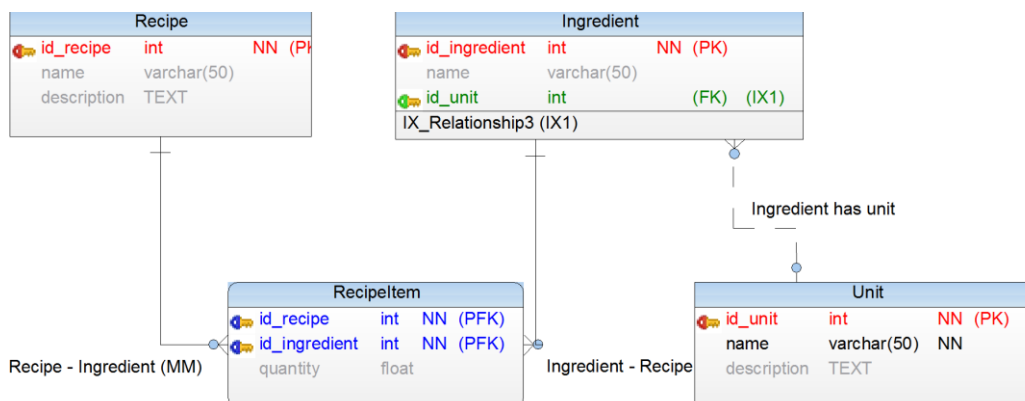 Recipe
id_recipe int NN (PK
name varchar(50)
description TEXT
Ingredient
id_ingredient int NN (PK)
name varchar(50)
id_unit int (FK) (IX1)
IX_Relationship3 (IX1)
Ingredient has unit
RecipeItem
id_recipe int NN (PFK)
id_ingredient int NN (PFK)
quantity float
Recipe - Ingredient (MM)
Ingredient - Recipe
Unit
id_unit int NN (PK)
name varchar(50) NN
description TEXT